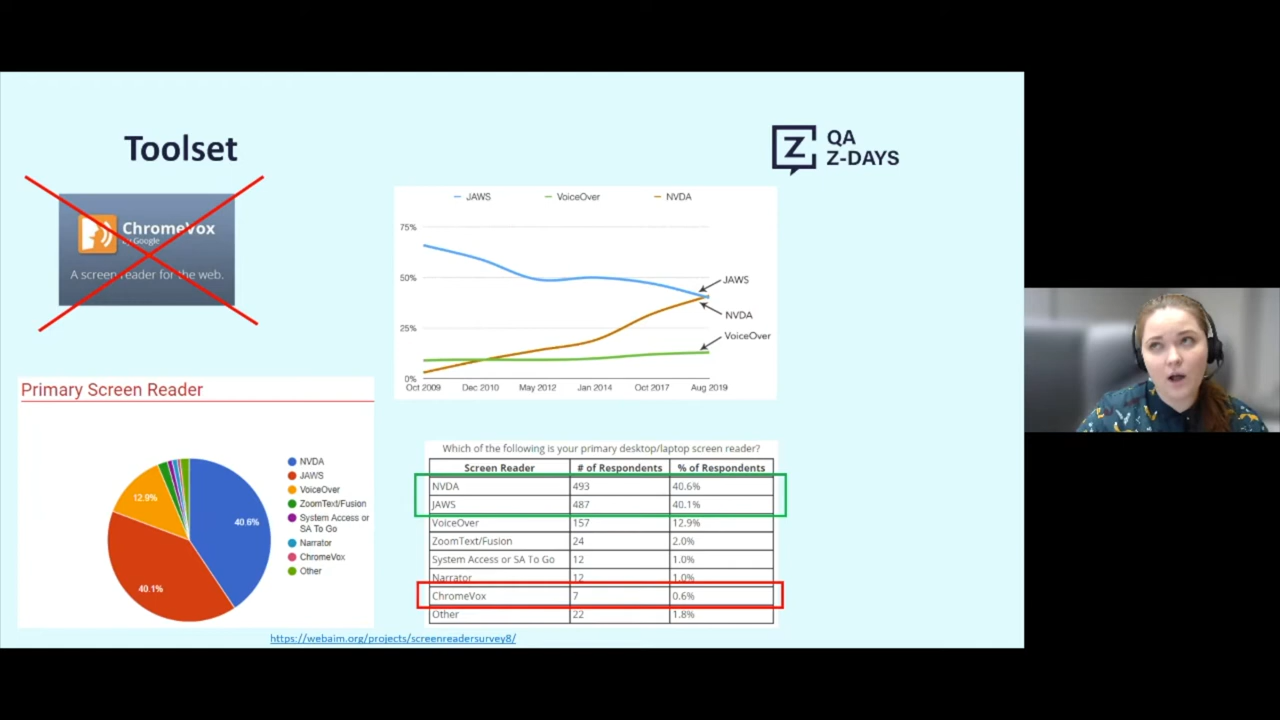 Toolset
QA
Z-DAYS
Z
ChromeVox
by Google
A screen reader for the web.
JAWS
VoiceOver
NVDA
75%
50%
25%
0%
JAWS
NVDA
VoiceOver
Oct 2009 Dec 2010 May 2012 Jan 2014 Oct 2017 Aug 2019
Primary Screen Reader
40.6%
40.1%
12.9%
NVDA
JAWS
VoiceOver
ZoomText/Fusion
System Access or
SA To Go
Narrator
ChromeVox
Other
Which of the following is your primary desktop/laptop screen reader?
Screen Reader # of Respondents % of Respondents
NVDA 493 40.6%
JAWS 487 40.1%
VoiceOver 157 12.9%
ZoomText/Fusion 24 2.0%
System Access or SA To Go 12 1.0%
Narrator 12 1.0%
ChromeVox 7 0.6%
Other 22 1.8%
https://webaim.org/projects/screenreadersurvey8/